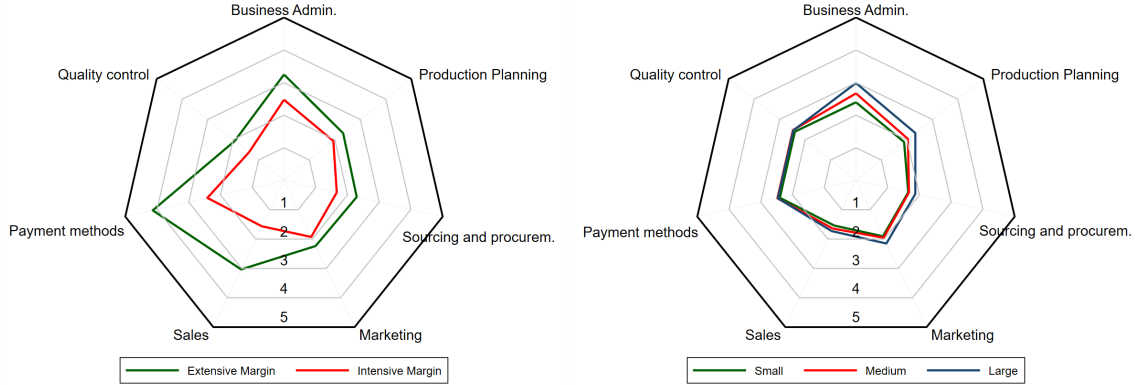 Business Admin.
Quality control
Production Planning
Payment methods
Sourcing and procurem.
Sales
Marketing
1
2
3
4
5
Extensive Margin
Intensive Margin
Business Admin.
Quality control
Production Planning
Payment methods
Sourcing and procurem.
Sales
Marketing
1
2
3
4
5
Small
Medium
Large